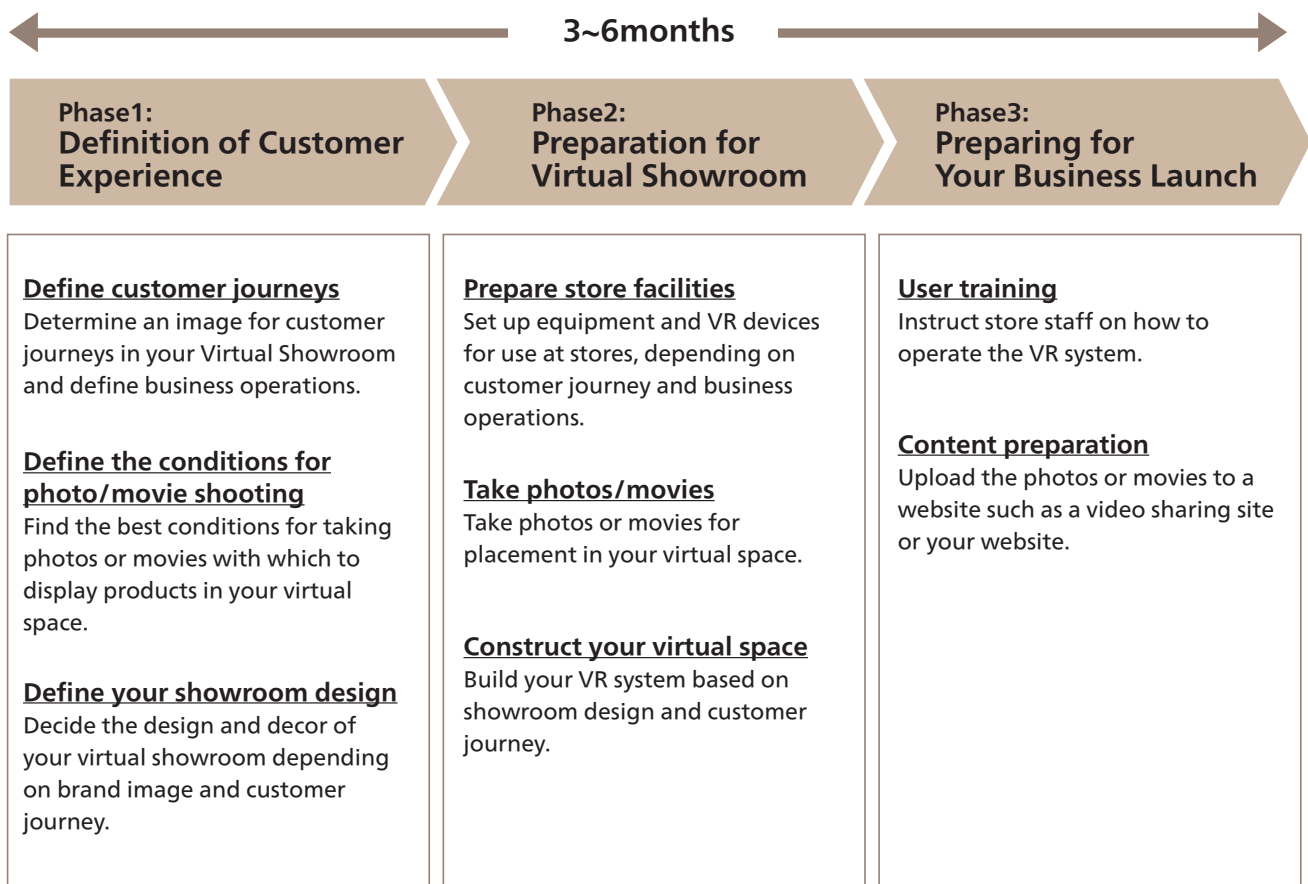 3~6months
Phase1:
Definition of Customer
Experience
Phase2:
Preparation for
Virtual Showroom
Phase3:
Preparing for
Your Business Launch
Define customer journeys
Determine an image for customer
journeys in your Virtual Showroom
and define business operations.
Define the conditions for
photo/movie shooting
Find the best conditions for taking
photos or movies with which to
display products in your virtual
space.
Define your showroom design
Decide the design and decor of
your virtual showroom depending
on brand image and customer
journey.
Prepare store facilities
Set up equipment and VR devices
for use at stores, depending on
customer journey and business
operations.
Take photos/movies
Take photos or movies for
placement in your virtual space.
Construct your virtual space
Build your VR system based on
showroom design and customer
journey.
User training
Instruct store staff on how to
operate the VR system.
Content preparation
Upload the photos or movies to a
website such as a video sharing site
or your website.